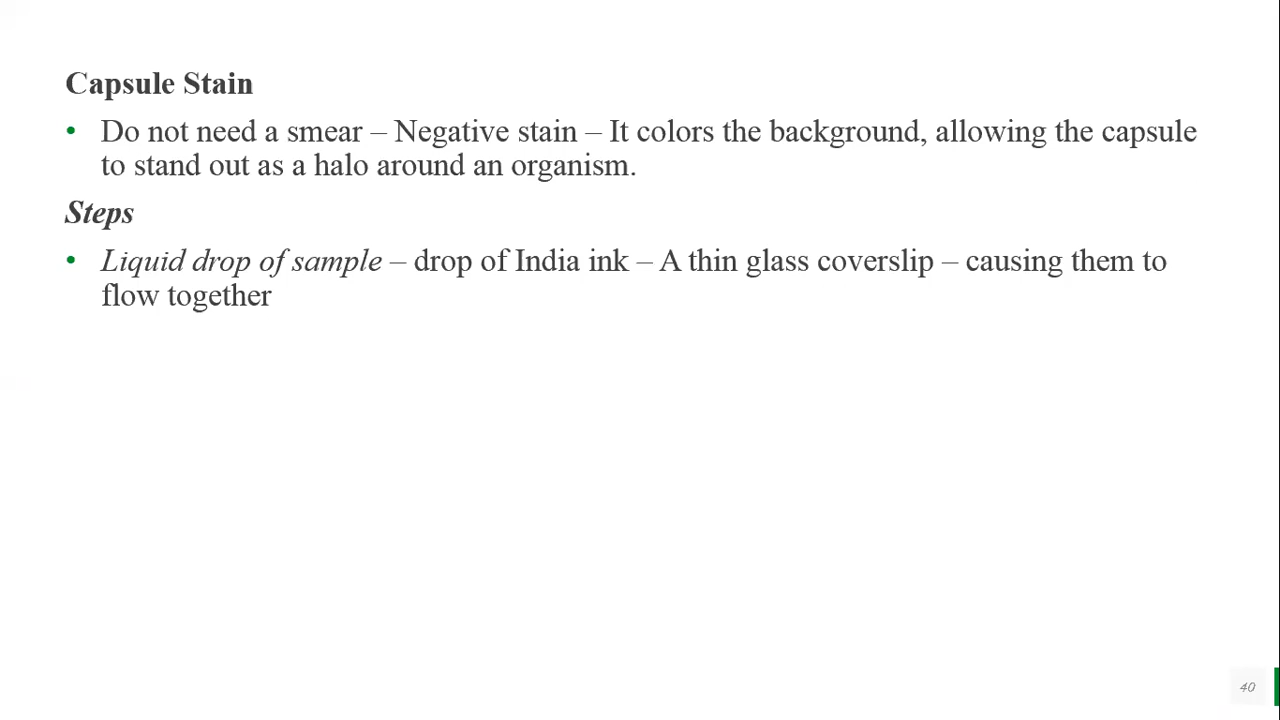 Capsule Stain
• Do not need a smear – Negative stain – It colors the background, allowing the capsule
to stand out as a halo around an organism.
Steps
• Liquid drop of sample – drop of India ink – A thin glass coverslip – causing them to
flow together
40